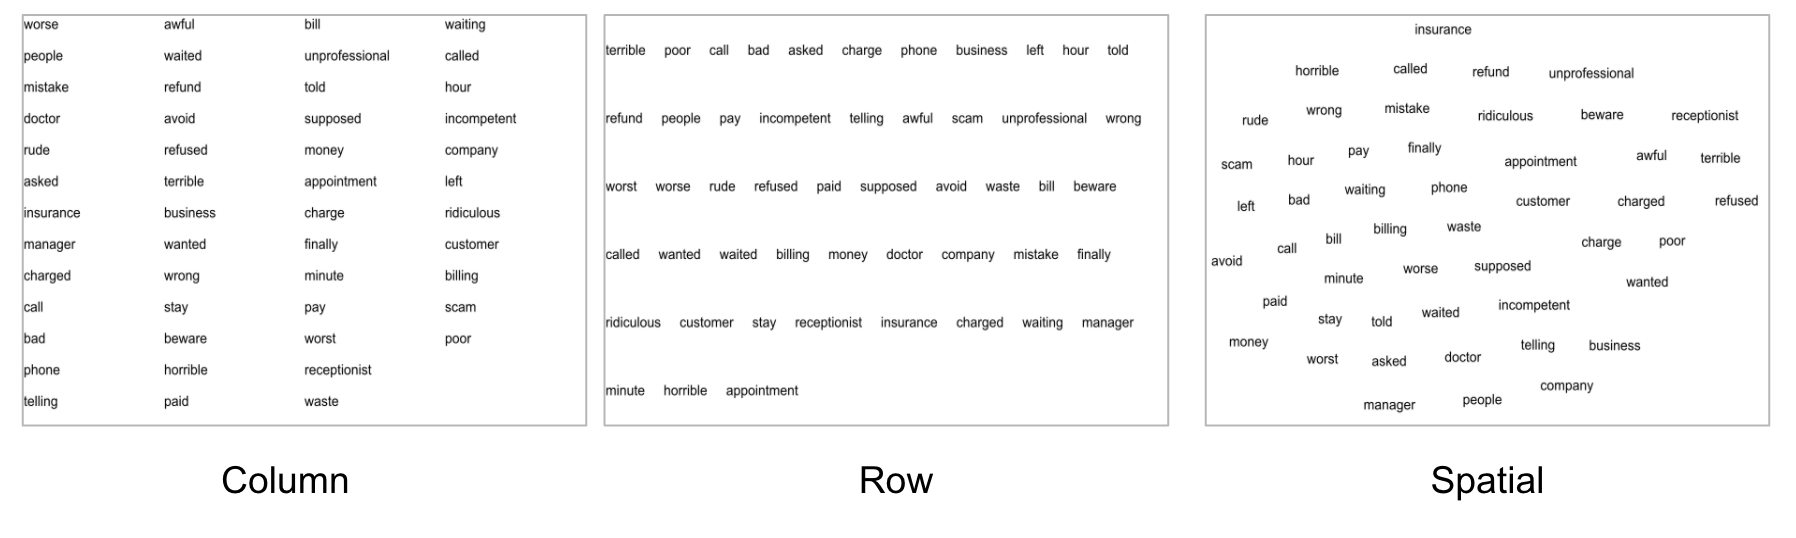 worse awful bill waiting
people waited unprofessional called
mistake refund told hour
doctor avoid supposed incompetent
rude refused money company
asked terrible appointment left
insurance business charge ridiculous
manager wanted finally customer
charged wrong minute billing
call stay pay scam
bad beware worst poor
phone horrible receptionist
telling paid waste
Column
terrible poor call bad asked charge phone business left hour told
refund people pay incompetent telling awful scam unprofessional wrong
worst worse rude refused paid supposed avoid waste bill beware
called wanted waited billing money doctor company mistake finally
ridiculous customer stay receptionist insurance charged waiting manager
minute horrible appointment
Row
insurance
horrible called refund unprofessional
rude wrong mistake ridiculous beware receptionist
scam hour pay finally appointment awful terrible
left bad waiting phone customer charged refused
avoid call bill billing waste charge poor
minute worse supposed wanted
paid stay told waited incompetent
money worst asked doctor telling business
manager people company
Spatial